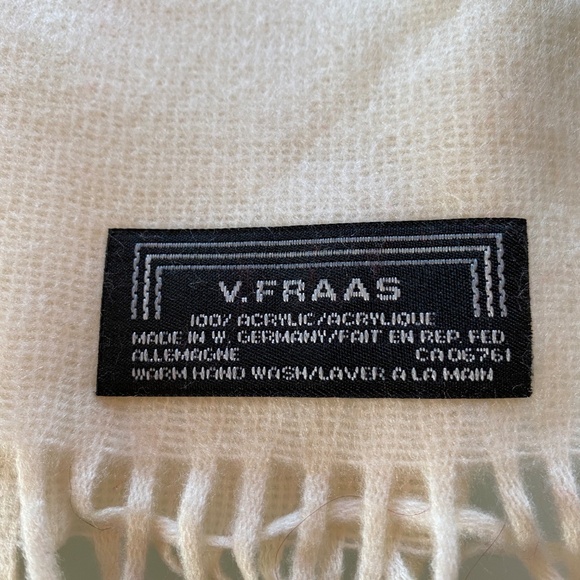 V. FRAAS
100% ACRYLIC/ACRYLIQUE
MADE IN W. GERMANY/FAIT EN REP. FED
ALLEMAGNE CA 06761
WARM HAND WASH/LAVER A LA MAIN